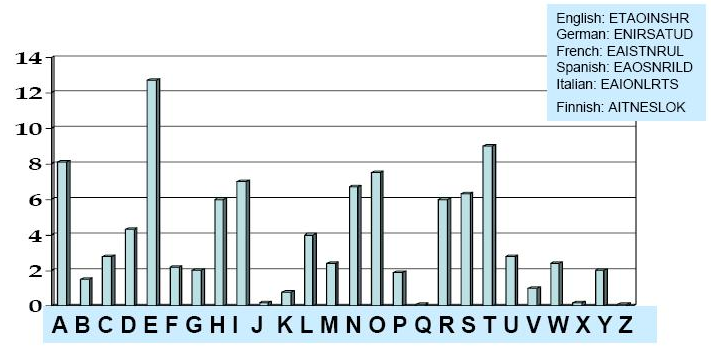 English: ETAOINSHR
German: ENIRSATUD
French: EAISTNRUL
Spanish: EAOSNRILD
Italian: EAIONLRTS
Finnish: AITNESLOK
14
12
10
8
6
4
2
0
A B C D E F G H I J K L M N O P Q R S T U V W X Y Z